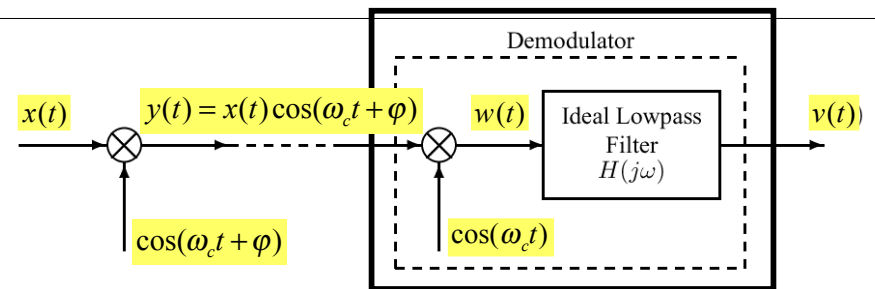 Demodulator
x(t)
y(t) = x(t)cos(ω_c t + φ)
w(t)
Ideal Lowpass
Filter
H(jω)
v(t))
cos(ω_c t + φ)
cos(ω_c t)